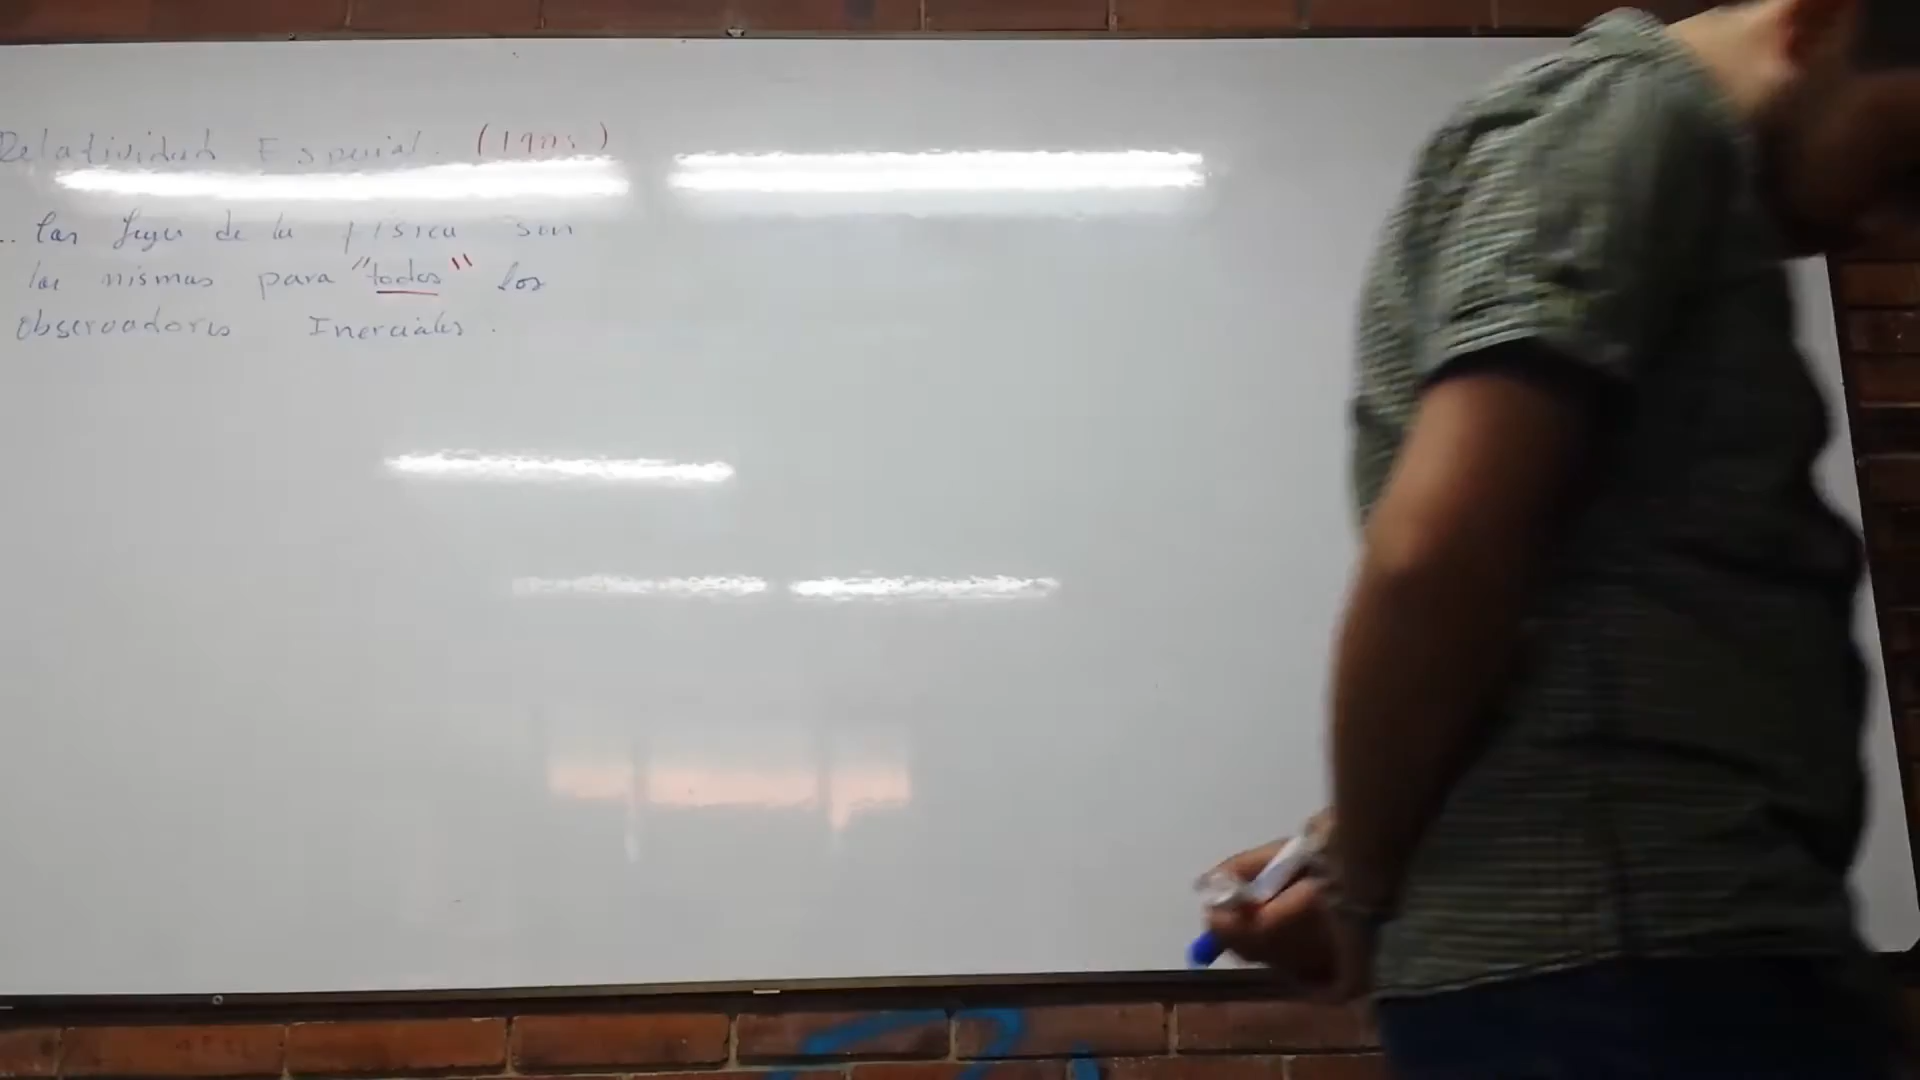 Relatividad Especial. (1905)
.. Las leyes de la física son
las mismas para "todos" los
observadores Inerciales.